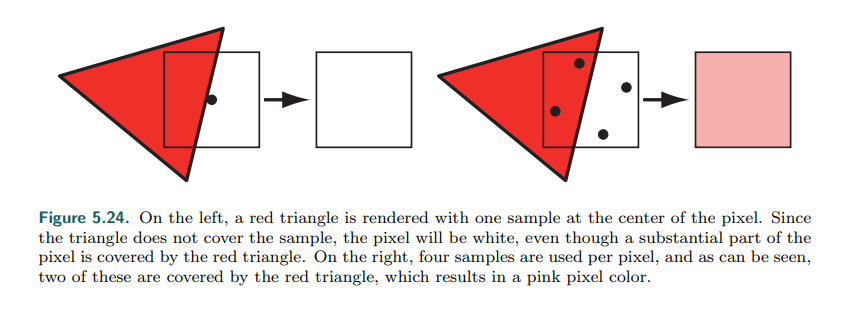 Figure 5.24. On the left, a red triangle is rendered with one sample at the center of the pixel. Since
the triangle does not cover the sample, the pixel will be white, even though a substantial part of the
pixel is covered by the red triangle. On the right, four samples are used per pixel, and as can be seen,
two of these are covered by the red triangle, which results in a pink pixel color.